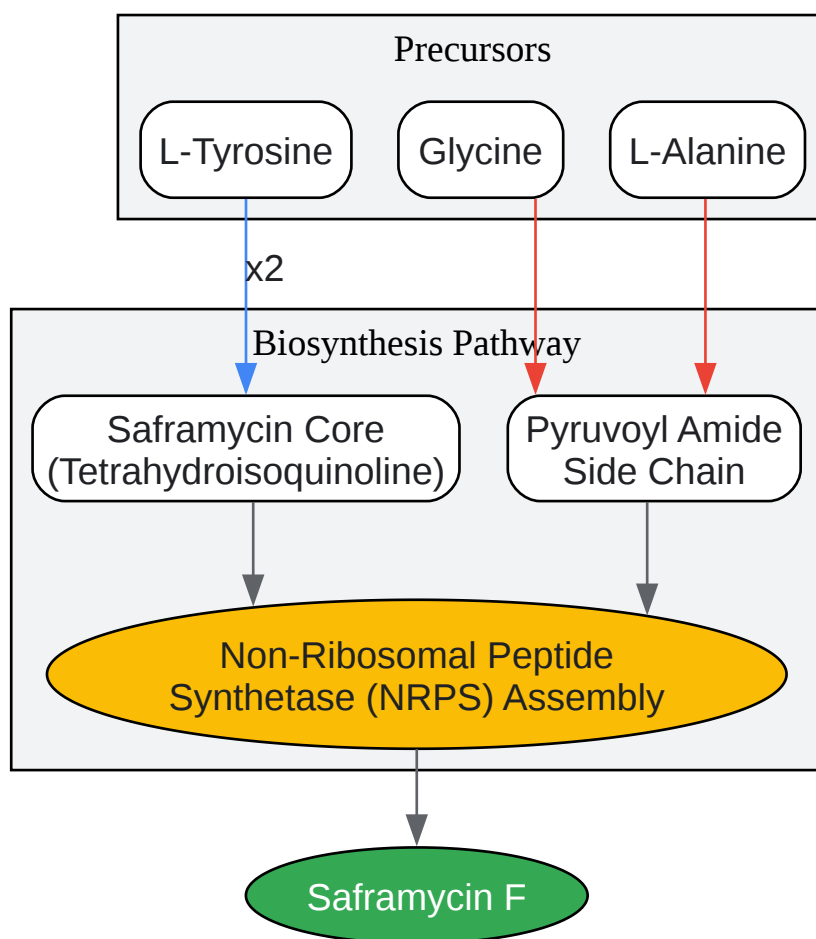 Precursors
L-Tyrosine
Glycine
L-Alanine
x2
Biosynthesis Pathway
Saframycin Core
(Tetrahydroisoquinoline)
Pyruvoyl Amide
Side Chain
Non-Ribosomal Peptide
Synthetase (NRPS) Assembly
Saframycin F